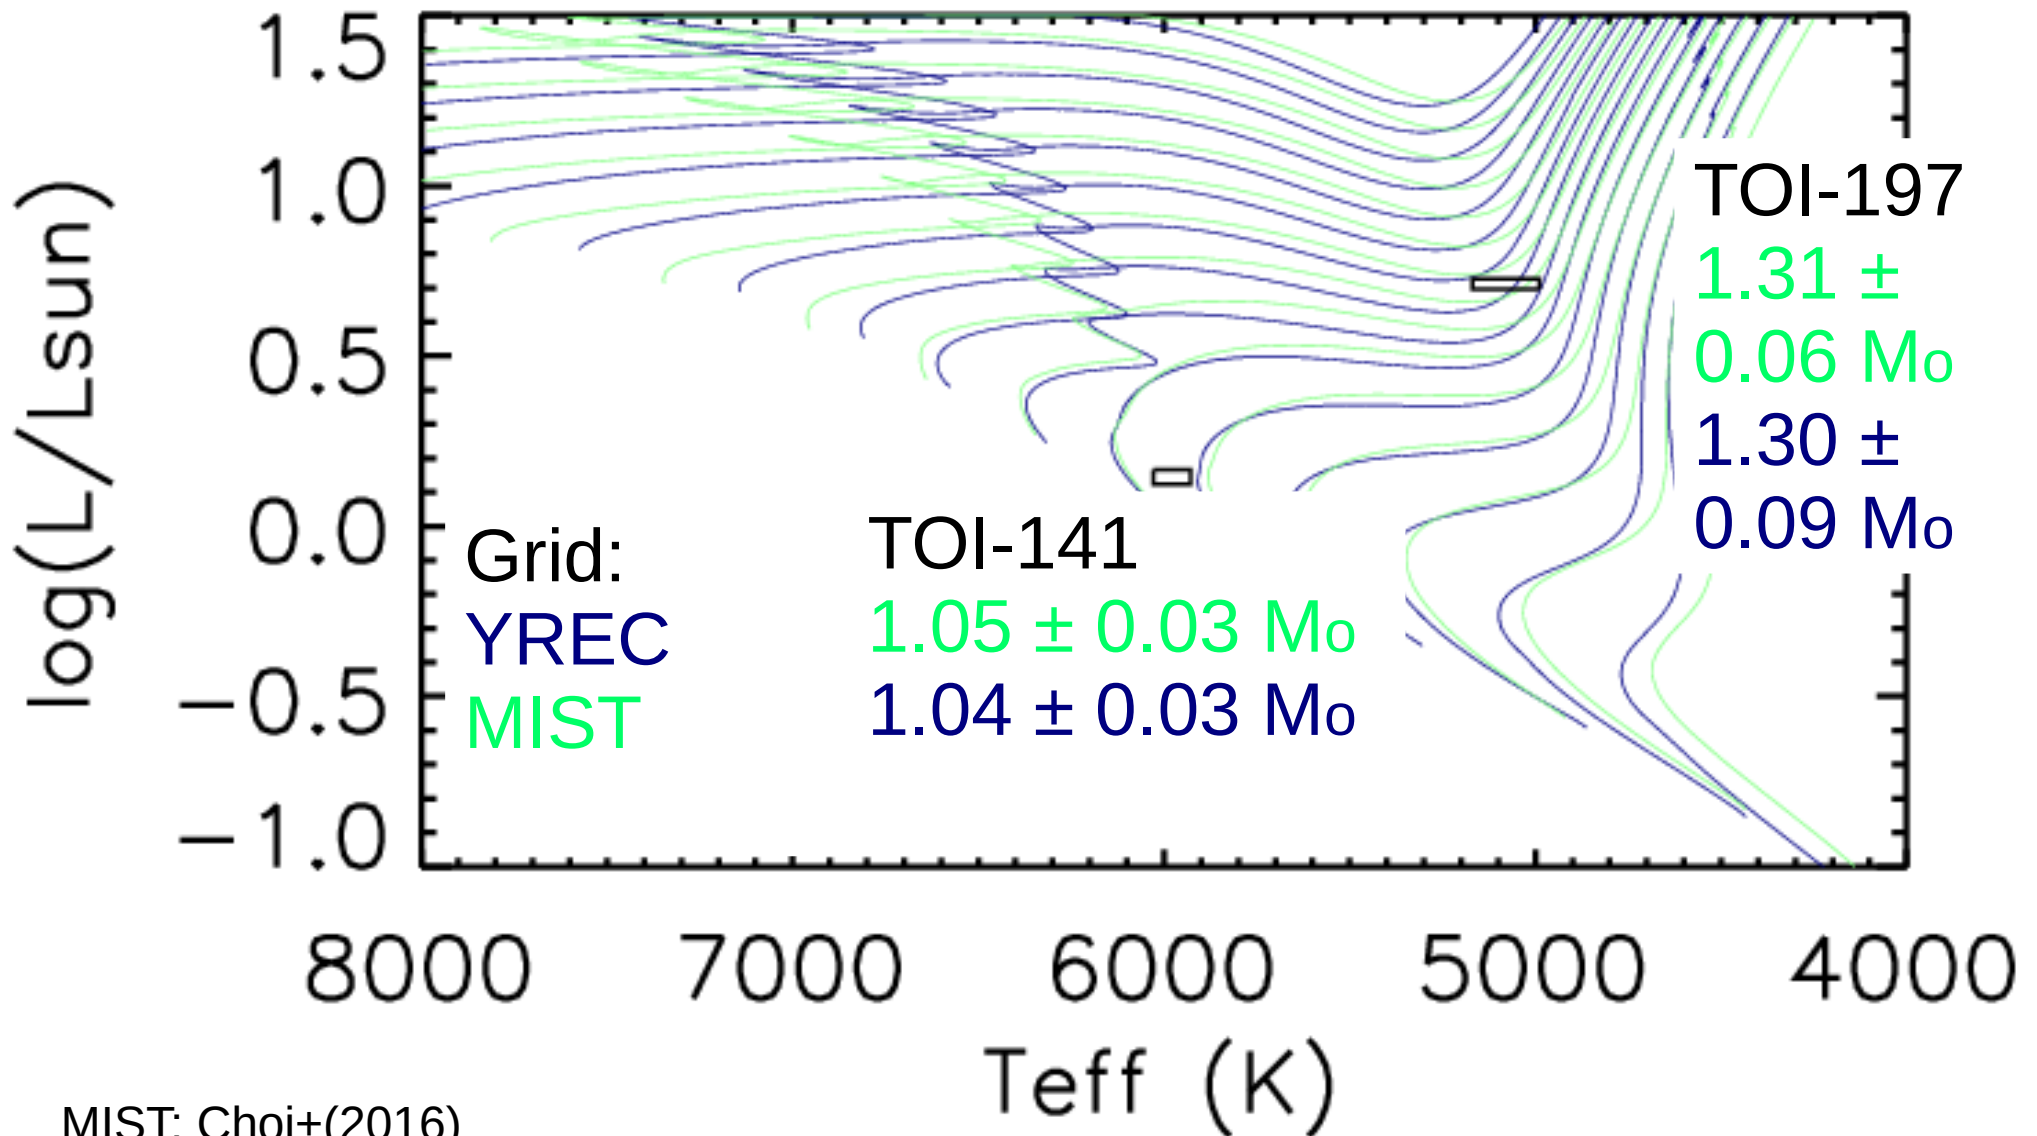 1.5
1.0
0.5
0.0
−0.5
−1.0
log(L/Lsun)
TOI-197
1.31 ±
0.06 Mo
1.30 ±
0.09 Mo
Grid:
YREC
MIST
TOI-141
1.05 ± 0.03 Mo
1.04 ± 0.03 Mo
8000 7000 6000 5000 4000
Teff (K)
MIST: Choi+(2016)